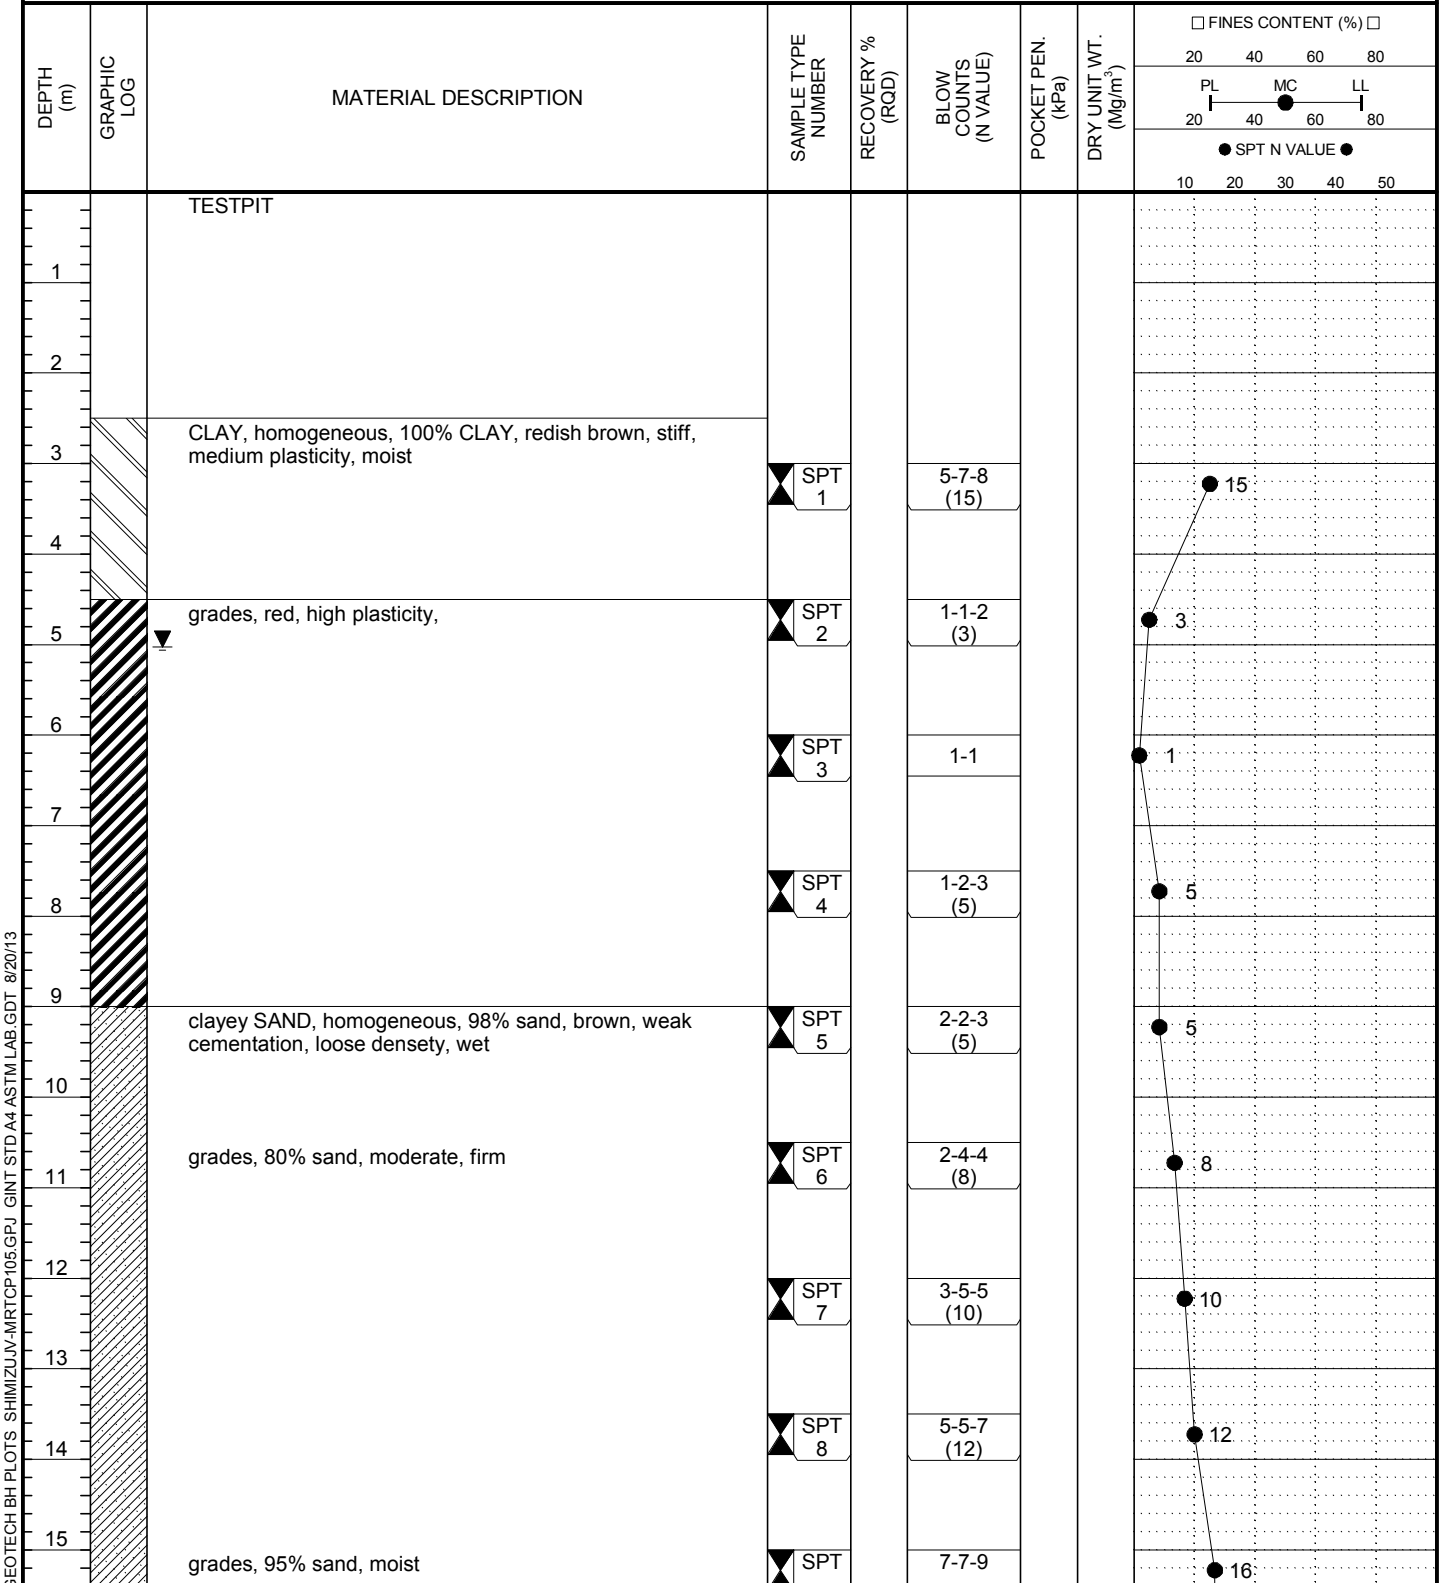 □ FINES CONTENT (%) □
20 40 60 80
PL MC LL
20 40 60 80
● SPT N VALUE ●
10 20 30 40 50
DEPTH
(m)
GRAPHIC
LOG
MATERIAL DESCRIPTION
SAMPLE TYPE
NUMBER
RECOVERY %
(RQD)
BLOW
COUNTS
(N VALUE)
POCKET PEN.
(kPa)
DRY UNIT WT.
(Mg/m³)
TESTPIT
1
2
CLAY, homogeneous, 100% CLAY, redish brown, stiff,
medium plasticity, moist
3
SPT
1
5-7-8
(15)
15
4
grades, red, high plasticity,
5
SPT
2
1-1-2
(3)
3
6
SPT
3
1-1
1
7
SPT
4
1-2-3
(5)
5
8
9
clayey SAND, homogeneous, 98% sand, brown, weak
cementation, loose densety, wet
SPT
5
2-2-3
(5)
5
10
grades, 80% sand, moderate, firm
SPT
6
2-4-4
(8)
8
11
12
SPT
7
3-5-5
(10)
10
13
SPT
8
5-5-7
(12)
12
14
15
grades, 95% sand, moist
SPT
7-7-9
16
GEOTECH BH PLOTS SHIMIZUJV-MRTCP105.GPJ GINT STD A4 ASTM LAB.GDT 8/20/13